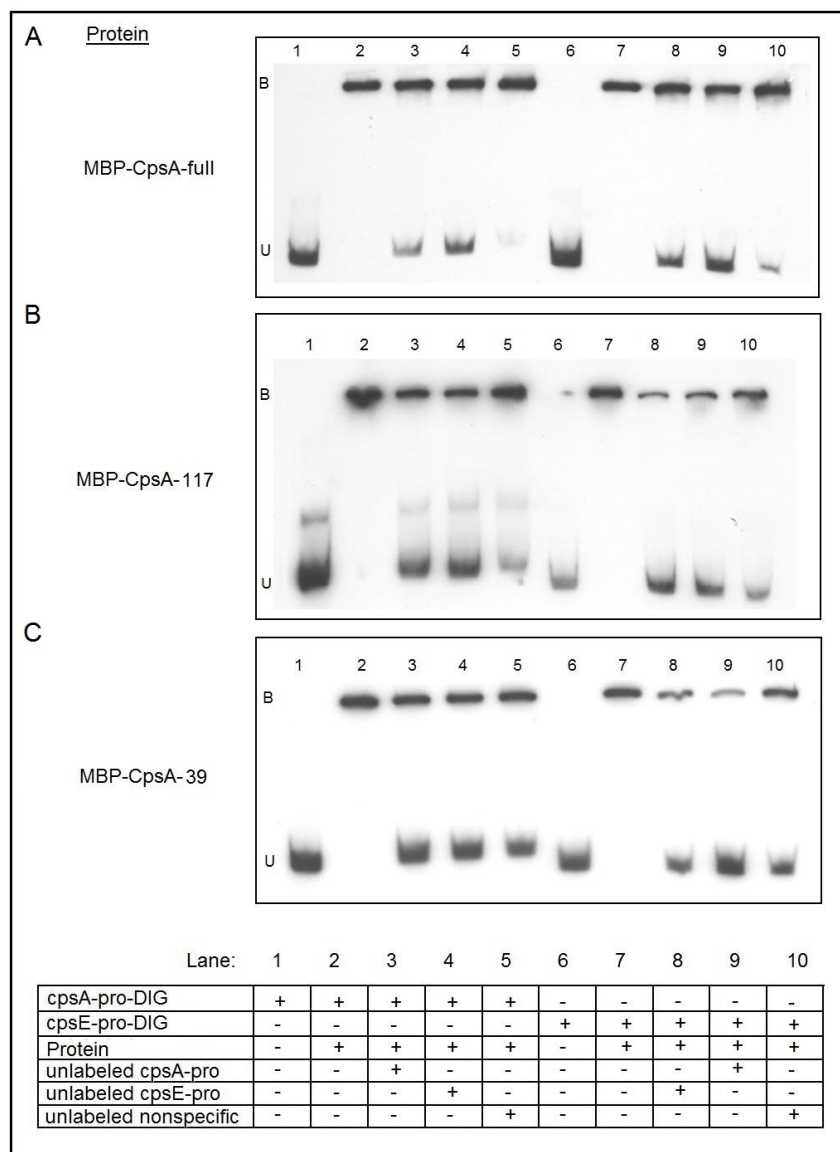 A Protein
1 2 3 4 5 6 7 8 9 10
B
MBP-CpsA-full
U
B
1 2 3 4 5 6 7 8 9 10
B
MBP-CpsA-117
U
C
1 2 3 4 5 6 7 8 9 10
B
MBP-CpsA-39
U
Lane: 1 2 3 4 5 6 7 8 9 10
cpsA-pro-DIG + + + + + - - - - -
cpsE-pro-DIG - - - - - + + + + +
Protein - + + + + - + + + +
unlabeled cpsA-pro - - + - - - - - + -
unlabeled cpsE-pro - - - + - - - + - -
unlabeled nonspecific - - - - + - - - - +